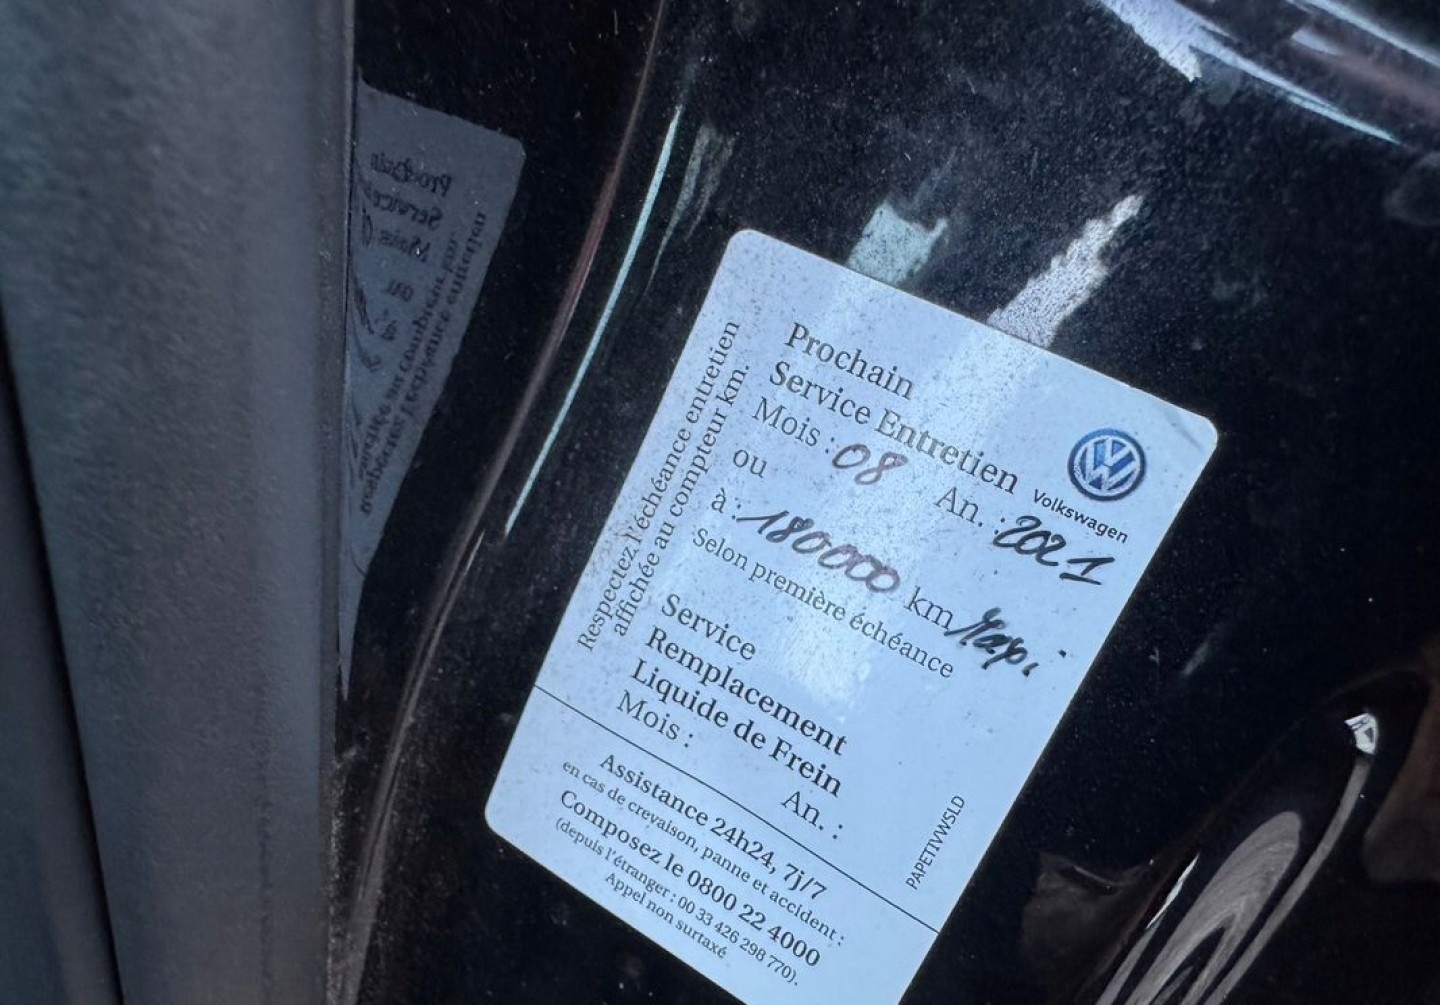 Prochain
Service Entretien
Mois : 08 An. : 2021
ou
à : 180000 km Maxi
Selon première échéance
Respectez l'échéance entretien
affichée au compteur km.
Volkswagen
Service
Remplacement
Liquide de Frein
Mois : An. :
PAPETIVWSLD
Assistance 24h24, 7j/7
en cas de crevaison, panne et accident :
Composez le 0800 22 4000
(depuis l'étranger : 00 33 426 298 770).
Appel non surtaxé